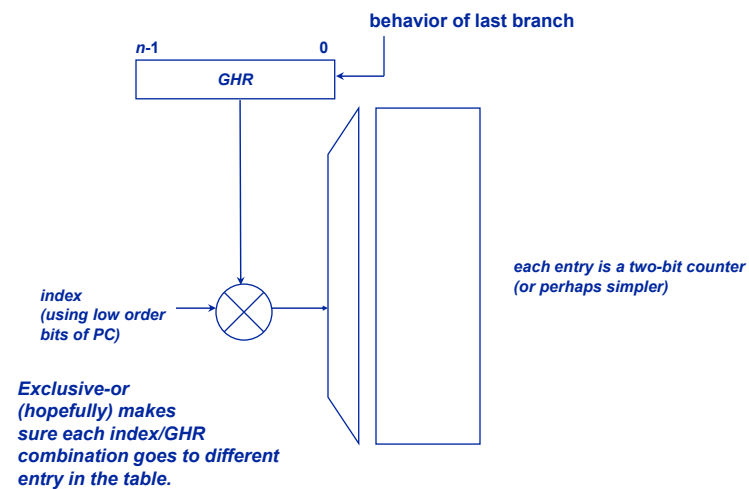 behavior of last branch
n-1 0
GHR
each entry is a two-bit counter
(or perhaps simpler)
index
(using low order
bits of PC)
Exclusive-or
(hopefully) makes
sure each index/GHR
combination goes to different
entry in the table.